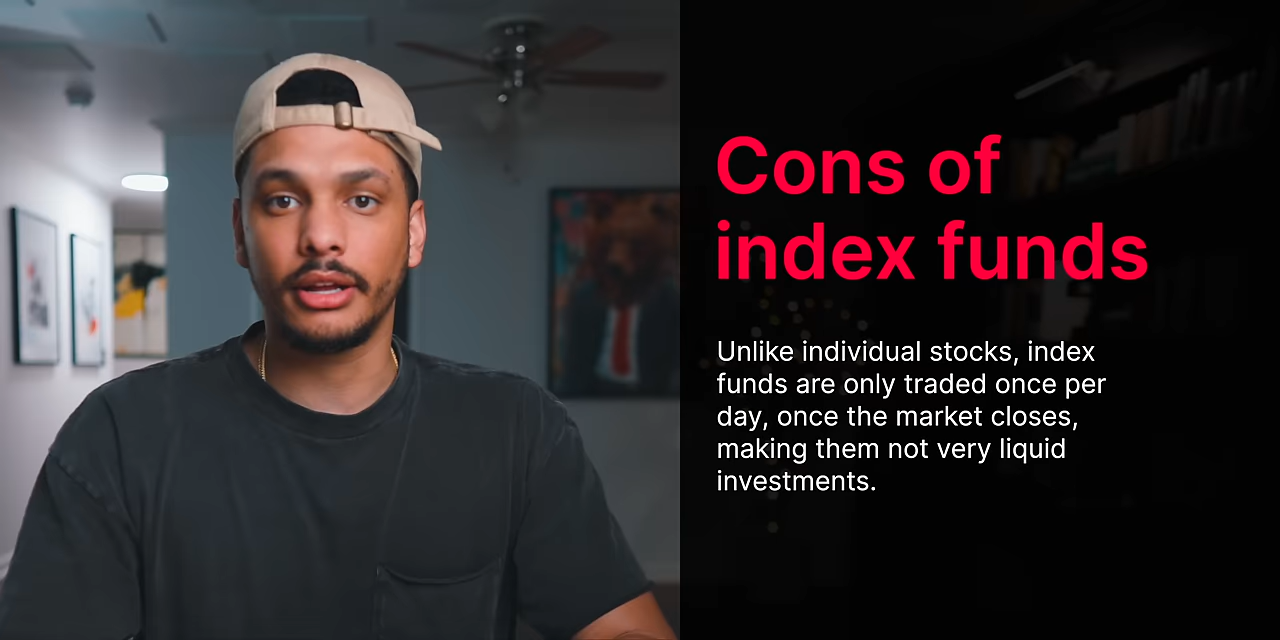 Cons of
index funds
Unlike individual stocks, index
funds are only traded once per
day, once the market closes,
making them not very liquid
investments.